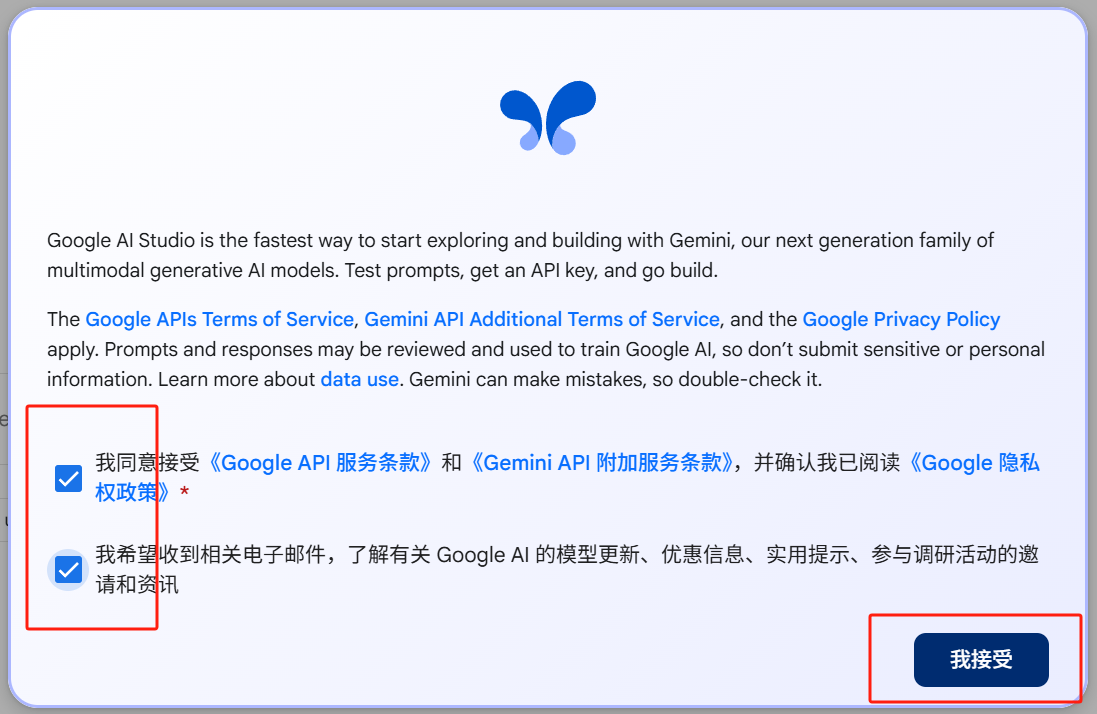 Google AI Studio is the fastest way to start exploring and building with Gemini, our next generation family of
multimodal generative AI models. Test prompts, get an API key, and go build.
The Google APIs Terms of Service, Gemini API Additional Terms of Service, and the Google Privacy Policy
apply. Prompts and responses may be reviewed and used to train Google AI, so don’t submit sensitive or personal
information. Learn more about data use. Gemini can make mistakes, so double-check it.
我同意接受《Google API 服务条款》和《Gemini API 附加服务条款》，并确认我已阅读《Google 隐私
权政策》*
我希望收到相关电子邮件，了解有关 Google AI 的模型更新、优惠信息、实用提示、参与调研活动的邀
请和资讯
我接受